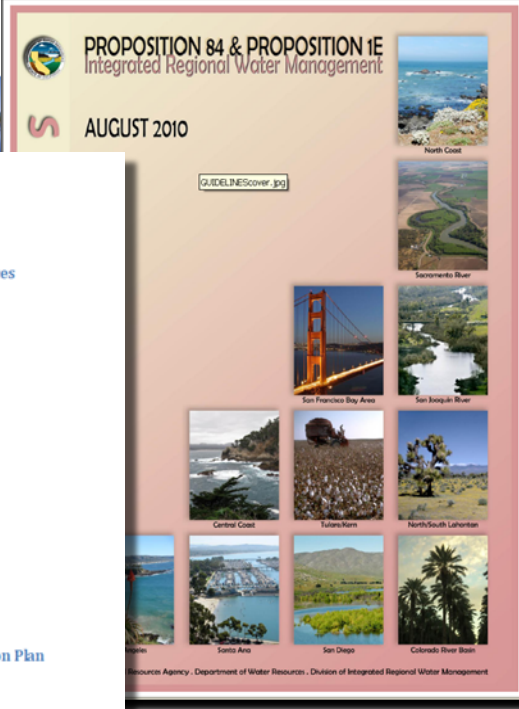 PROPOSITION 84 & PROPOSITION 1E
Integrated Regional Water Management
S
AUGUST 2010
North Coast
GUIDELINEScover.jpg
es
Sacramento River
San Francisco Bay Area
San Joaquin River
Central Coast
Tulare/Kern
North/South Lahontan
Angeles
Santa Ana
San Diego
Colorado River Basin
on Plan
Resources Agency . Department of Water Resources . Division of Integrated Regional Water Management